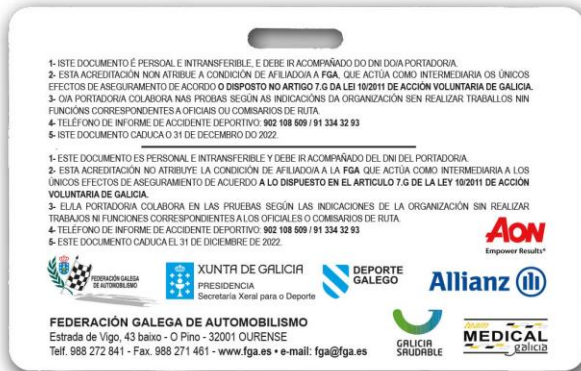 1- ISTE DOCUMENTO É PERSOAL E INTRANSFERIBLE, E DEBE IR ACOMPAÑADO DO DNI DO/A PORTADOR/A.
2- ESTA ACREDITACIÓN NON ATRIBUE A CONDICIÓN DE AFILIADO/A A FGA, QUE ACTÚA COMO INTERMEDIARIA OS ÚNICOS
EFECTOS DE ASEGURAMENTO DE ACORDO O DISPOSTO NO ARTIGO 7.G DA LEI 10/2011 DE ACCIÓN VOLUNTARIA DE GALICIA.
3- O/A PORTADOR/A COLABORA NAS PROBAS SEGÚN AS INDICACIÓNS DA ORGANIZACIÓN SEN REALIZAR TRABALLOS NIN
FUNCIÓNS CORRESPONDENTES A OFICIAIS OU COMISARIOS DE RUTA.
4- TELÉFONO DE INFORME DE ACCIDENTE DEPORTIVO: 902 108 509 / 91 334 32 93
5- ISTE DOCUMENTO CADUCA O 31 DE DECEMBRO DO 2022.
1- ESTE DOCUMENTO ES PERSONAL E INTRANSFERIBLE Y DEBE IR ACOMPAÑADO DEL DNI DEL PORTADOR/A.
2- ESTA ACREDITACIÓN NO ATRIBUYE LA CONDICIÓN DE AFILIADO/A A LA FGA QUE ACTÚA COMO INTERMEDIARIA A LOS
ÚNICOS EFECTOS DE ASEGURAMIENTO DE ACUERDO A LO DISPUESTO EN EL ARTICULO 7.G DE LA LEY 10/2011 DE ACCIÓN
VOLUNTARIA DE GALICIA.
3- EL/LA PORTADOR/A COLABORA EN LAS PRUEBAS SEGÚN LAS INDICACIONES DE LA ORGANIZACIÓN SIN REALIZAR
TRABAJOS NI FUNCIONES CORRESPONDIENTES A LOS OFICIALES O COMISARIOS DE RUTA.
4- TELÉFONO DE INFORME DE ACCIDENTE DEPORTIVO: 902 108 509 / 91 334 32 93
5- ESTE DOCUMENTO CADUCA EL 31 DE DICIEMBRE DE 2022.
AON
Empower Results®
FEDERACIÓN GALEGA
DE AUTOMOBILISMO
XUNTA DE GALICIA
PRESIDENCIA
Secretaría Xeral para o Deporte
DEPORTE
GALEGO
Allianz
FEDERACIÓN GALEGA DE AUTOMOBILISMO
Estrada de Vigo, 43 baixo - O Pino - 32001 OURENSE
Telf. 988 272 841 - Fax. 988 271 461 - www.fga.es • e-mail: fga@fga.es
GALICIA
SAUDABLE
MEDICAL
galicia